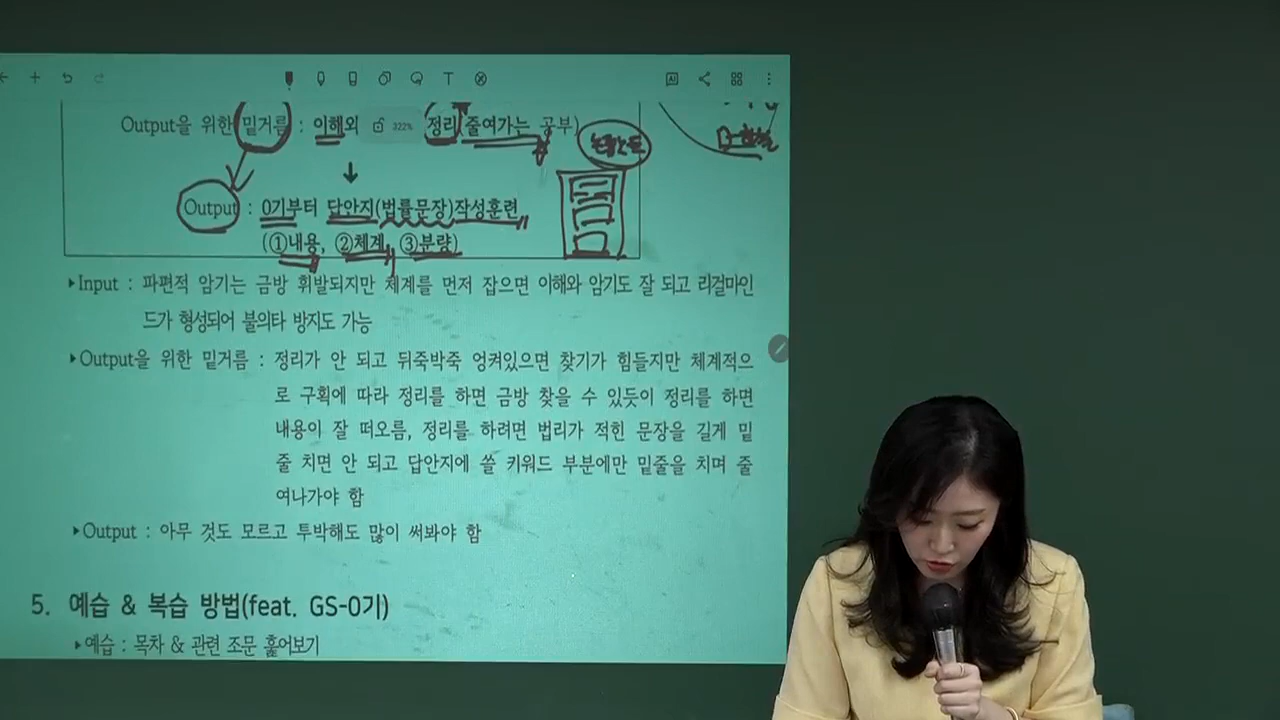 Output을 위한 밑거름 : 이해외 322% 정리 줄여가는 공부)
Output : 0기부터 답안지(법률문장)작성훈련
(①내용, ②체계, ③분량)
▸Input : 파편적 암기는 금방 휘발되지만 체계를 먼저 잡으면 이해와 암기도 잘 되고 리걸마인
드가 형성되어 불의타 방지도 가능
▸Output을 위한 밑거름 : 정리가 안 되고 뒤죽박죽 엉켜있으면 찾기가 힘들지만 체계적으
로 구획에 따라 정리를 하면 금방 찾을 수 있듯이 정리를 하면
내용이 잘 떠오름, 정리를 하려면 법리가 적힌 문장을 길게 밑
줄 치면 안 되고 답안지에 쓸 키워드 부분에만 밑줄을 치며 줄
여나가야 함
▸Output : 아무 것도 모르고 투박해도 많이 써봐야 함
5. 예습 & 복습 방법(feat. GS-0기)
▸예습 : 목차 & 관련 조문 훑어보기